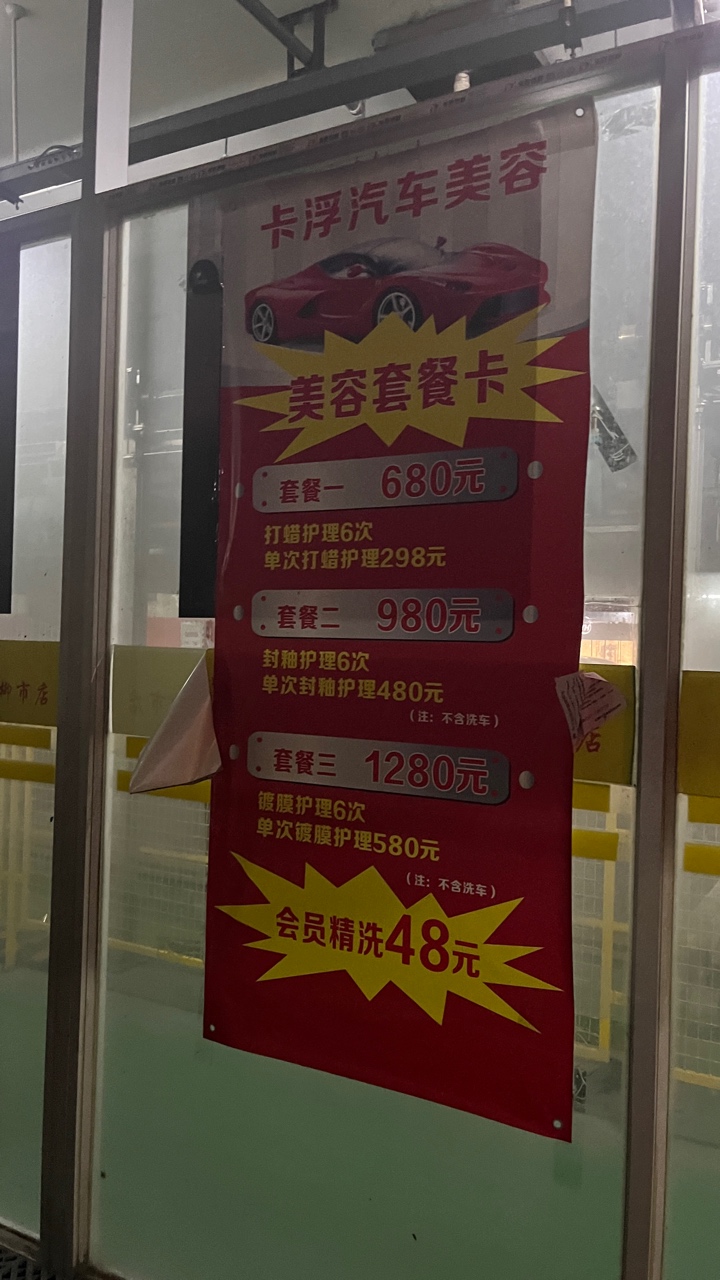 卡浮汽车美容
美容套餐卡
套餐一 680元
打蜡护理6次
单次打蜡护理298元
套餐二 980元
封釉护理6次
单次封釉护理480元
（注：不含洗车）
套餐三 1280元
镀膜护理6次
单次镀膜护理580元
（注：不含洗车）
会员精洗48元
市店
店